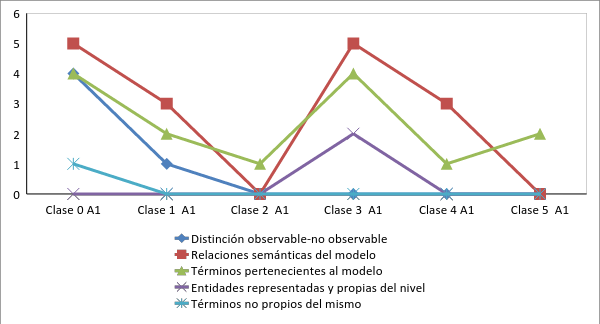 6
5
4
3
2
1
0
Clase 0 A1 Clase 1 A1 Clase 2 A1 Clase 3 A1 Clase 4 A1 Clase 5 A1
Distinción observable-no observable
Relaciones semánticas del modelo
Términos pertenecientes al modelo
Entidades representadas y propias del nivel
Términos no propios del mismo